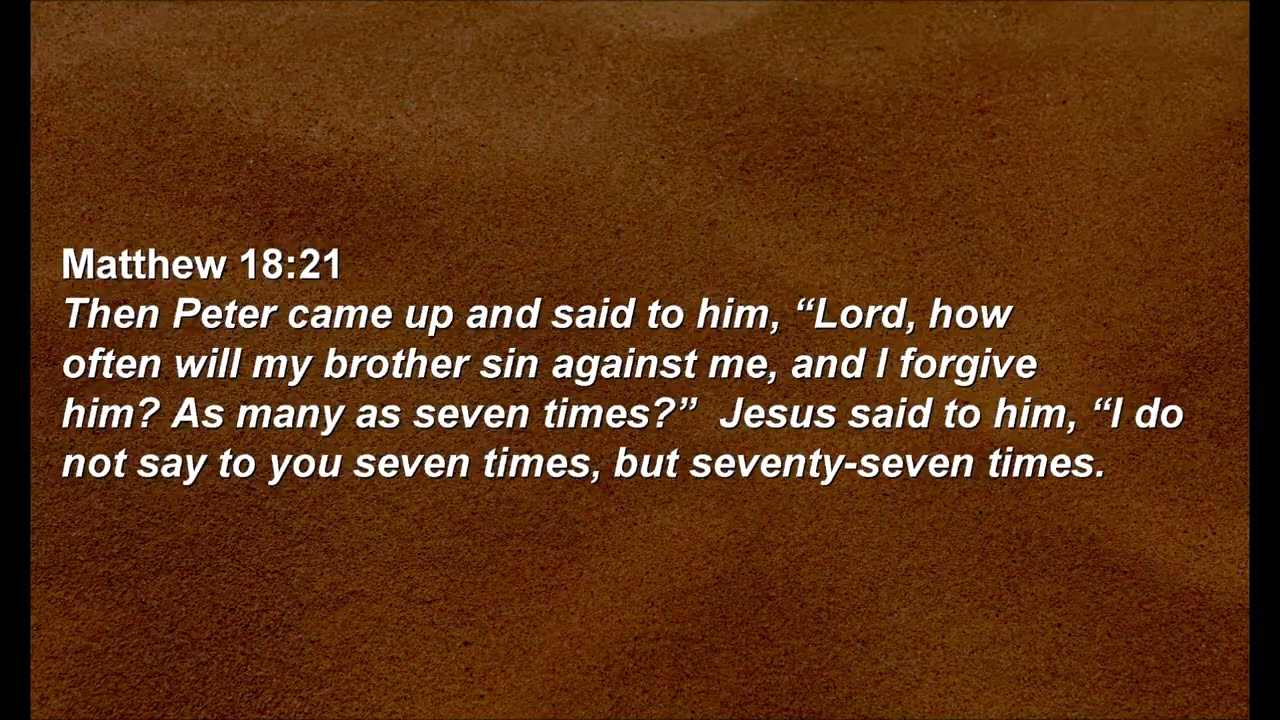 Matthew 18:21
Then Peter came up and said to him, “Lord, how
often will my brother sin against me, and I forgive
him? As many as seven times?”  Jesus said to him, “I do
not say to you seven times, but seventy-seven times.